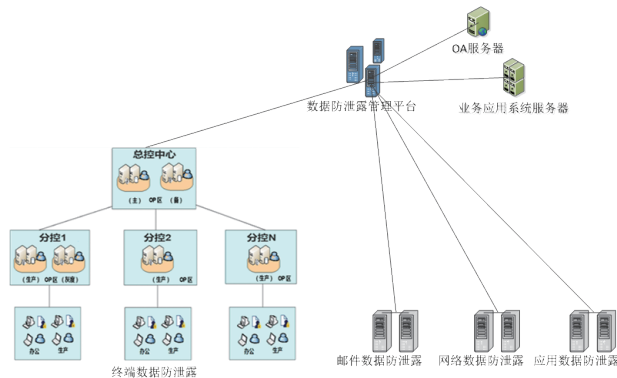 OA服务器
数据防泄露管理平台
业务应用系统服务器
总控中心
（主） OP区 （备）
分控1
（生产） OP区 （灰度）
分控2
（生产） OP区
分控N
（生产） OP区
办公 生产
办公 生产
办公 生产
终端数据防泄露
邮件数据防泄露
网络数据防泄露
应用数据防泄露